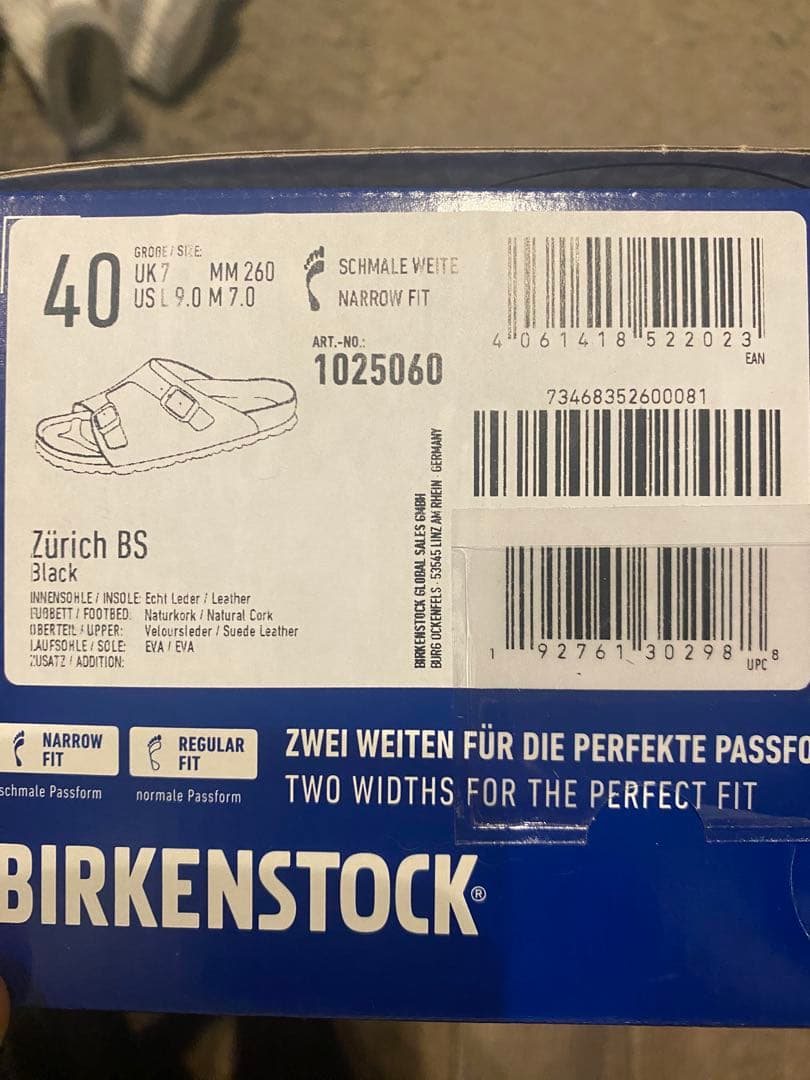 40
GRÖßE / SIZE:
UK 7 MM 260
US L 9.0 M 7.0
SCHMALE WEITE
NARROW FIT
ART.-NO.:
1025060
4 061418 522023
EAN
73468352600081
1 92761 30298 8
UPC
BIRKENSTOCK GLOBAL SALES GMBH
BURG OCKENFELS · 53545 LINZ AM RHEIN · GERMANY
Zürich BS
Black
INNENSOHLE / INSOLE: Echt Leder / Leather
FUßBETT / FOOTBED: Naturkork / Natural Cork
OBERTEIL / UPPER: Veloursleder / Suede Leather
LAUFSOHLE / SOLE: EVA / EVA
ZUSATZ / ADDITION:
NARROW
FIT
schmale Passform
REGULAR
FIT
normale Passform
ZWEI WEITEN FÜR DIE PERFEKTE PASSFO
TWO WIDTHS FOR THE PERFECT FIT
BIRKENSTOCK®